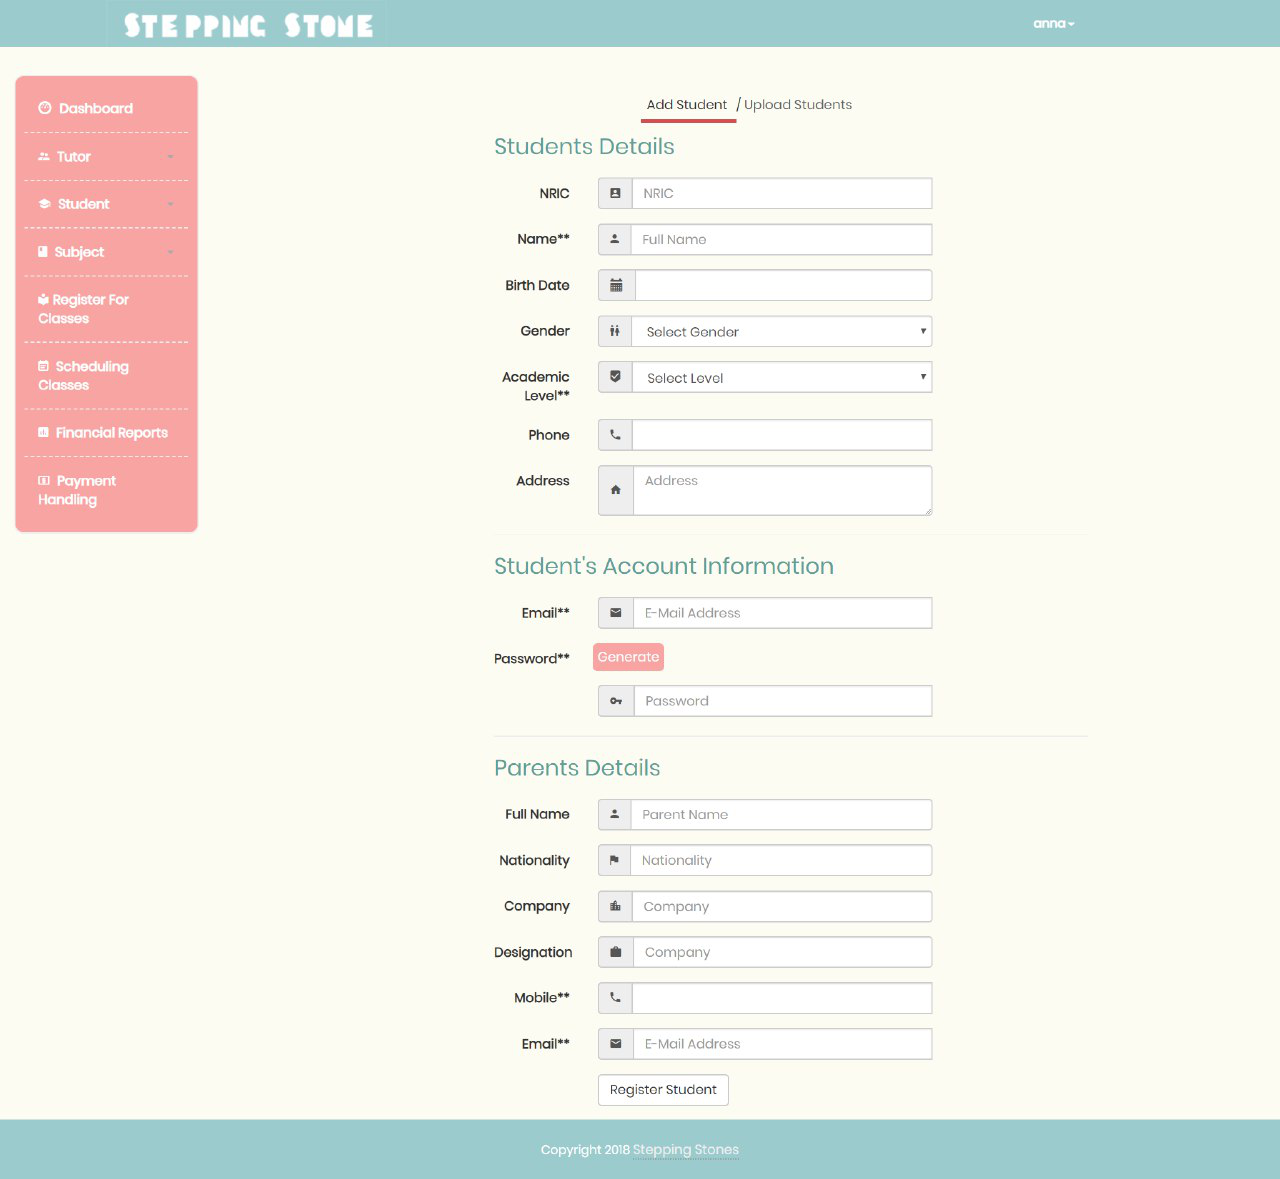 STEPPING STONE
anna
Dashboard
Tutor
Student
Subject
Register For
Classes
Scheduling
Classes
Financial Reports
Payment
Handling
Add Student / Upload Students
Students Details
NRIC NRIC
Name** Full Name
Birth Date
Gender Select Gender
Academic
Level** Select Level
Phone
Address Address
Student's Account Information
Email** E-Mail Address
Password** Generate
Password
Parents Details
Full Name Parent Name
Nationality Nationality
Company Company
Designation Company
Mobile**
Email** E-Mail Address
Register Student
Copyright 2018 Stepping Stones